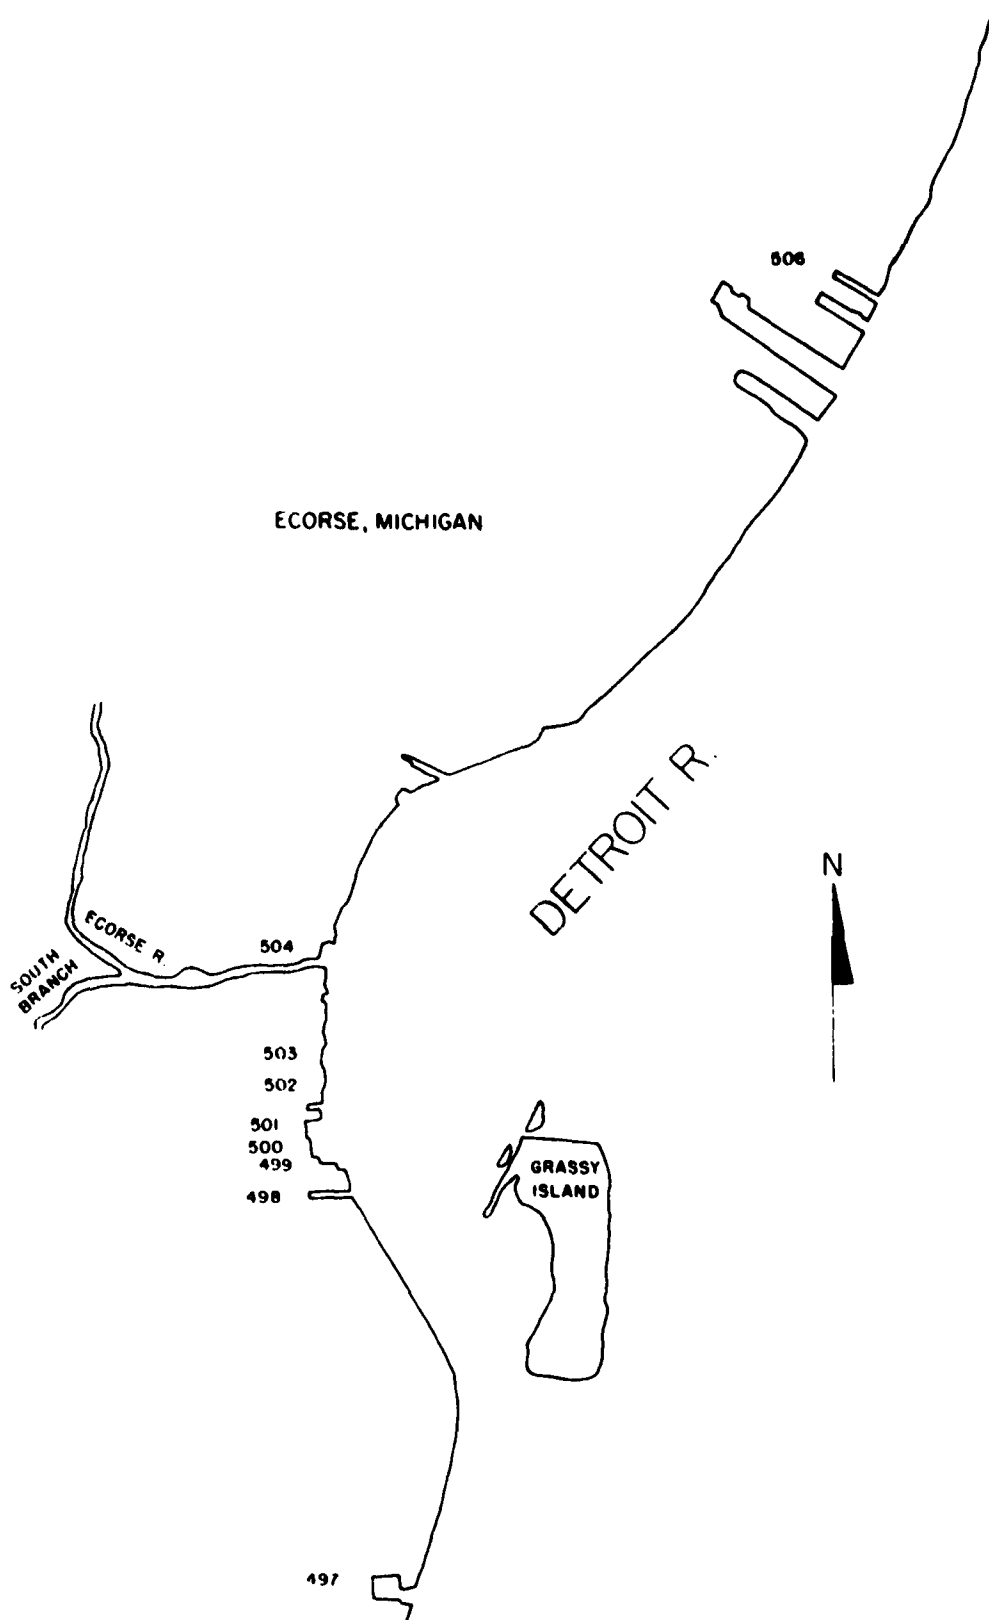 506
ECORSE, MICHIGAN
DETROIT R.
N
ECORSE R.
SOUTH
BRANCH
504
503
502
501
500
499
498
GRASSY
ISLAND
497